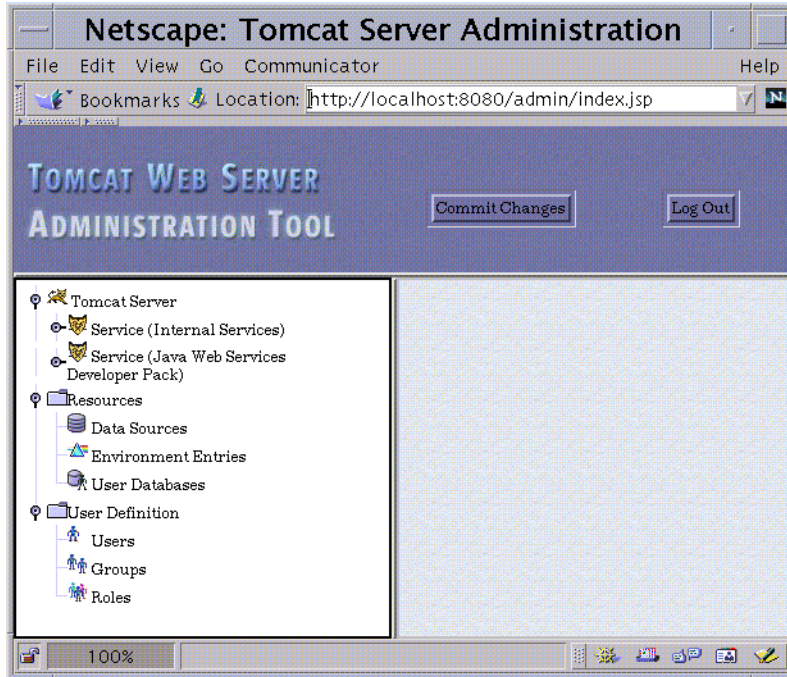 Netscape: Tomcat Server Administration
File Edit View Go Communicator Help
Bookmarks Location: http://localhost:8080/admin/index.jsp N
TOMCAT WEB SERVER
ADMINISTRATION TOOL
Commit Changes
Log Out
Tomcat Server
Service (Internal Services)
Service (Java Web Services
Developer Pack)
Resources
Data Sources
Environment Entries
User Databases
User Definition
Users
Groups
Roles
100%